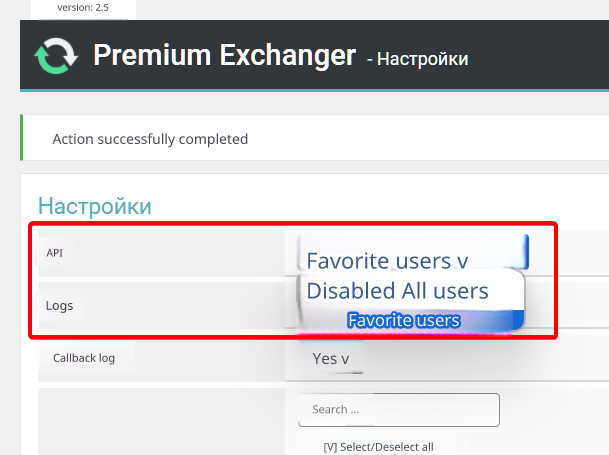 version: 2.5
Premium Exchanger - Настройки
Action successfully completed
Настройки
API
Favorite users v
Disabled All users
Logs
Favorite users
Callback log
Yes v
Search ...
[V] Select/Deselect all